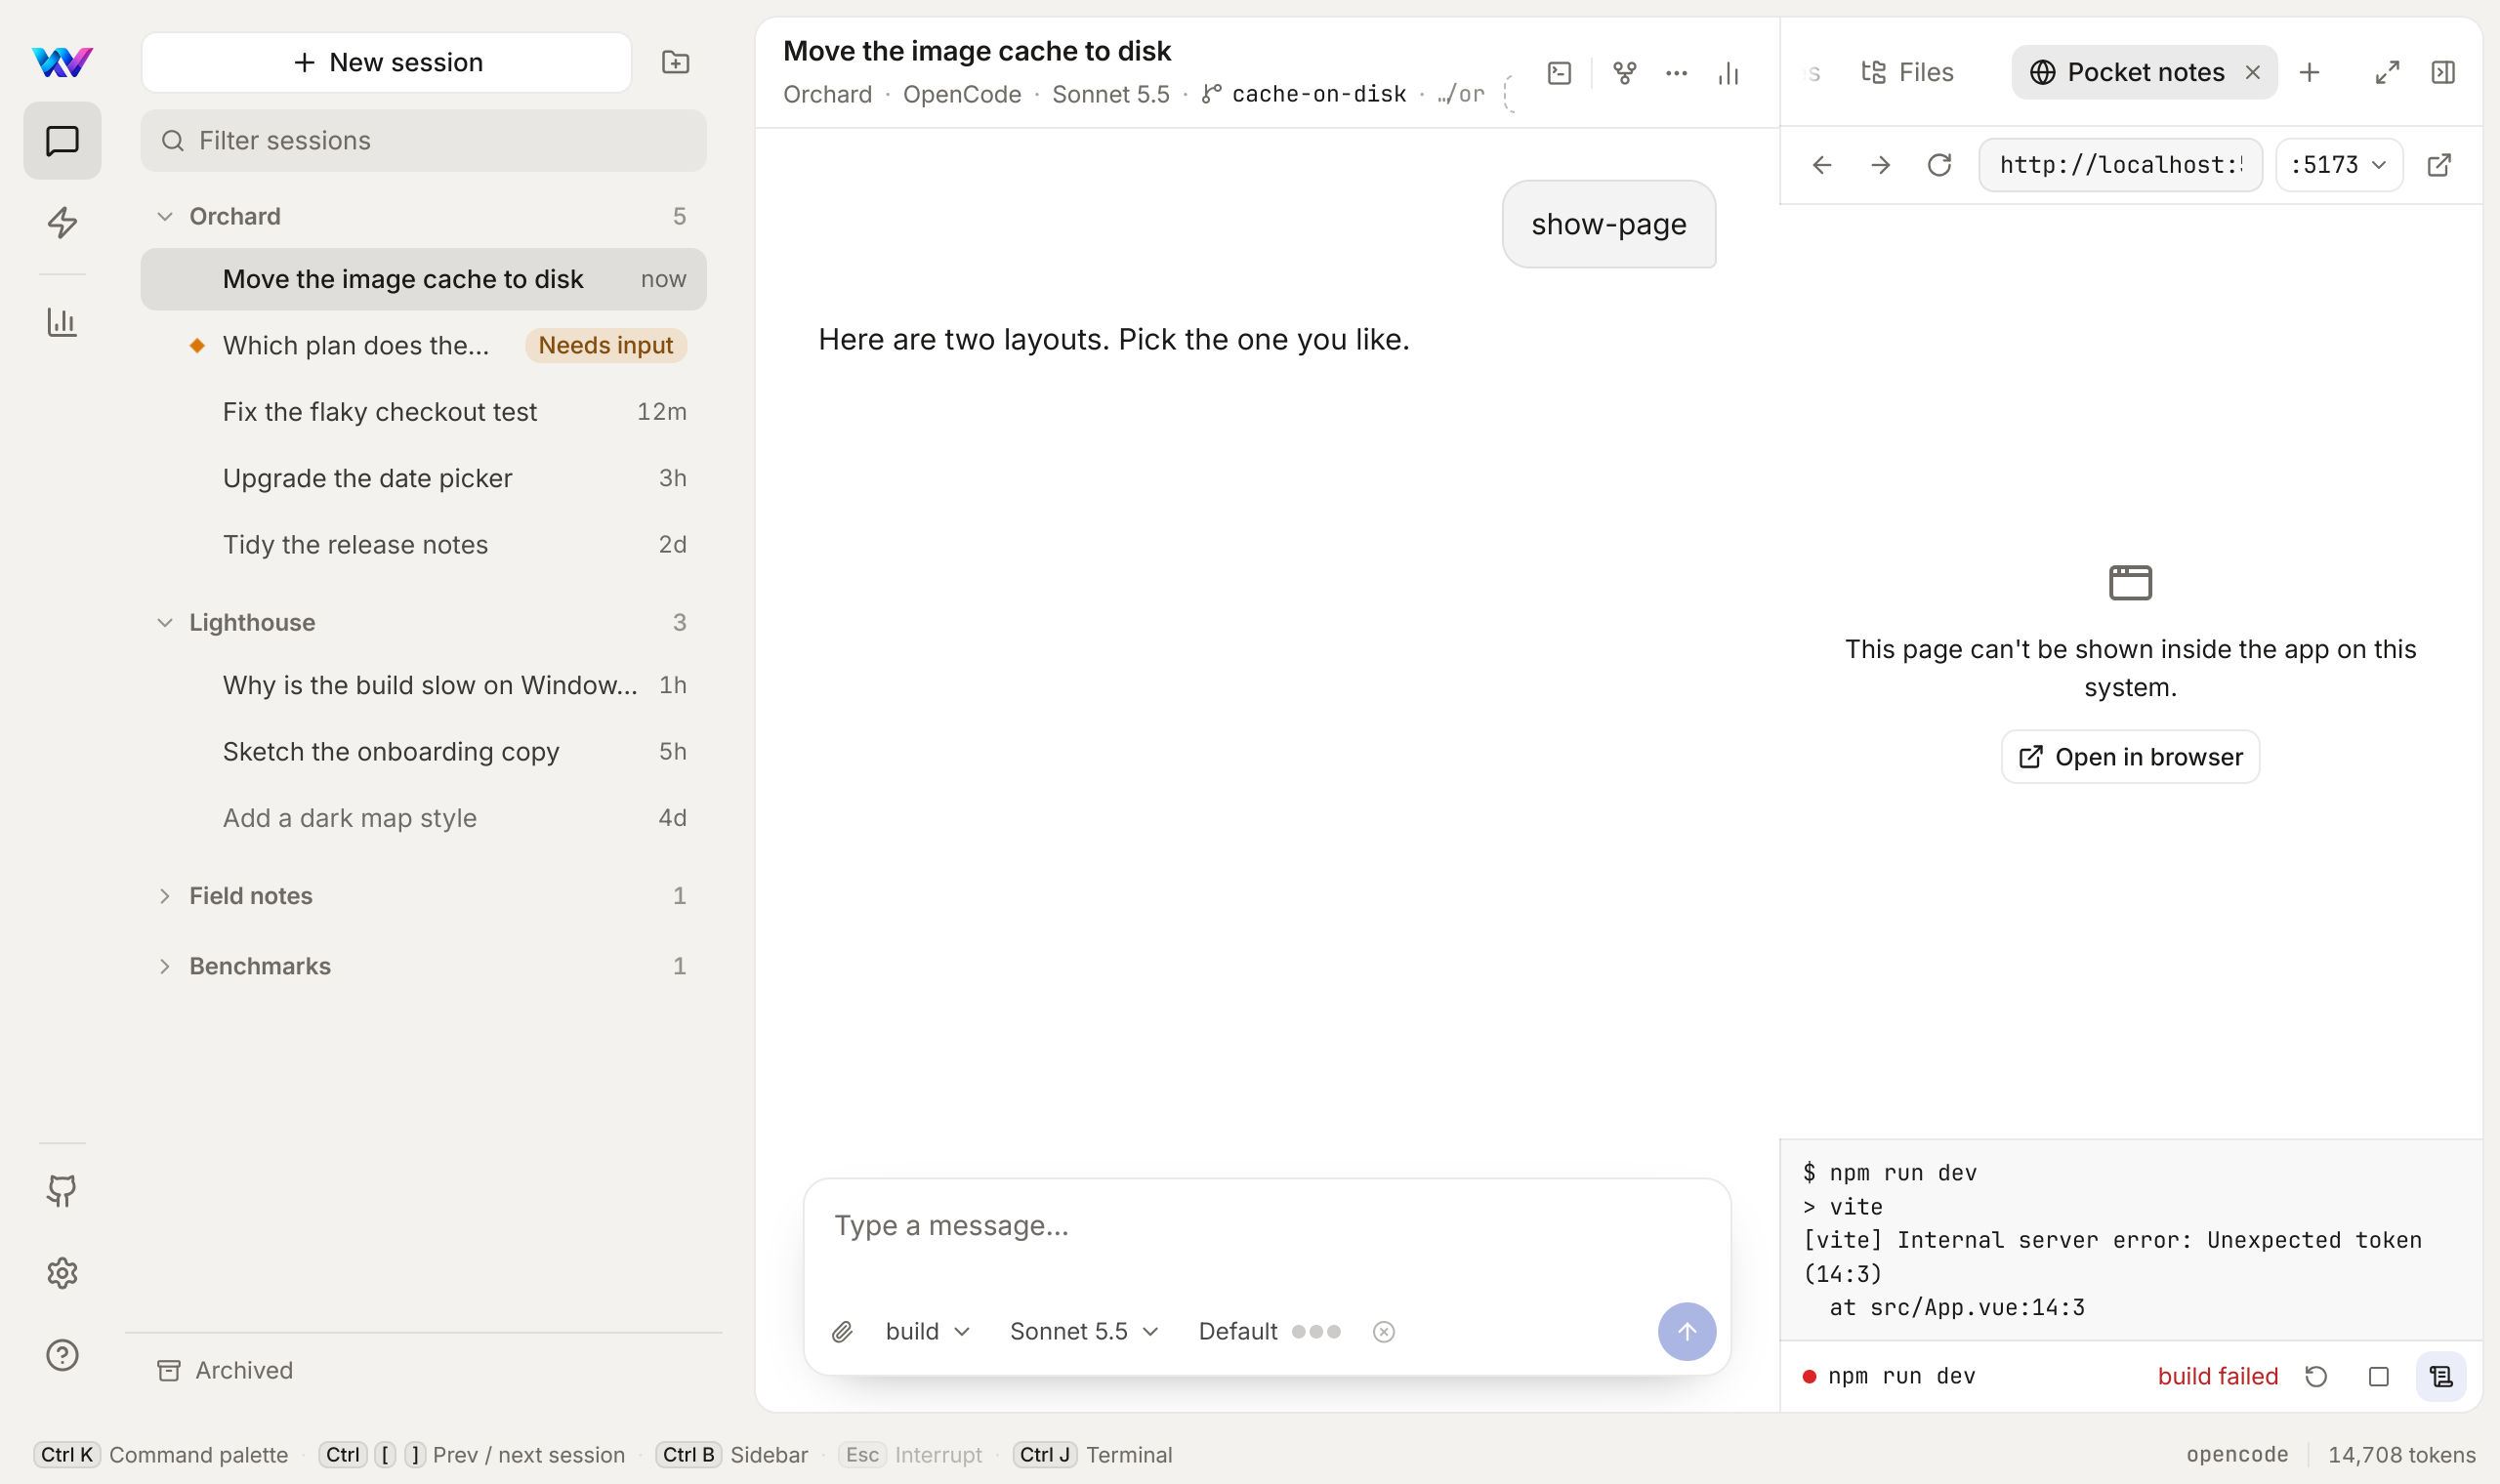 New session
Filter sessions
Orchard 5
Move the image cache to disk now
Which plan does the... Needs input
Fix the flaky checkout test 12m
Upgrade the date picker 3h
Tidy the release notes 2d
Lighthouse 3
Why is the build slow on Window... 1h
Sketch the onboarding copy 5h
Add a dark map style 4d
Field notes 1
Benchmarks 1
Archived
Move the image cache to disk
Orchard · OpenCode · Sonnet 5.5 · cache-on-disk · ../or
show-page
Here are two layouts. Pick the one you like.
Type a message...
build Sonnet 5.5 Default
s Files Pocket notes
http://localhost: :5173
This page can't be shown inside the app on this
system.
Open in browser
$ npm run dev
> vite
[vite] Internal server error: Unexpected token
(14:3)
at src/App.vue:14:3
npm run dev build failed
Ctrl K Command palette · Ctrl [ ] Prev / next session · Ctrl B Sidebar · Esc Interrupt · Ctrl J Terminal
opencode 14,708 tokens